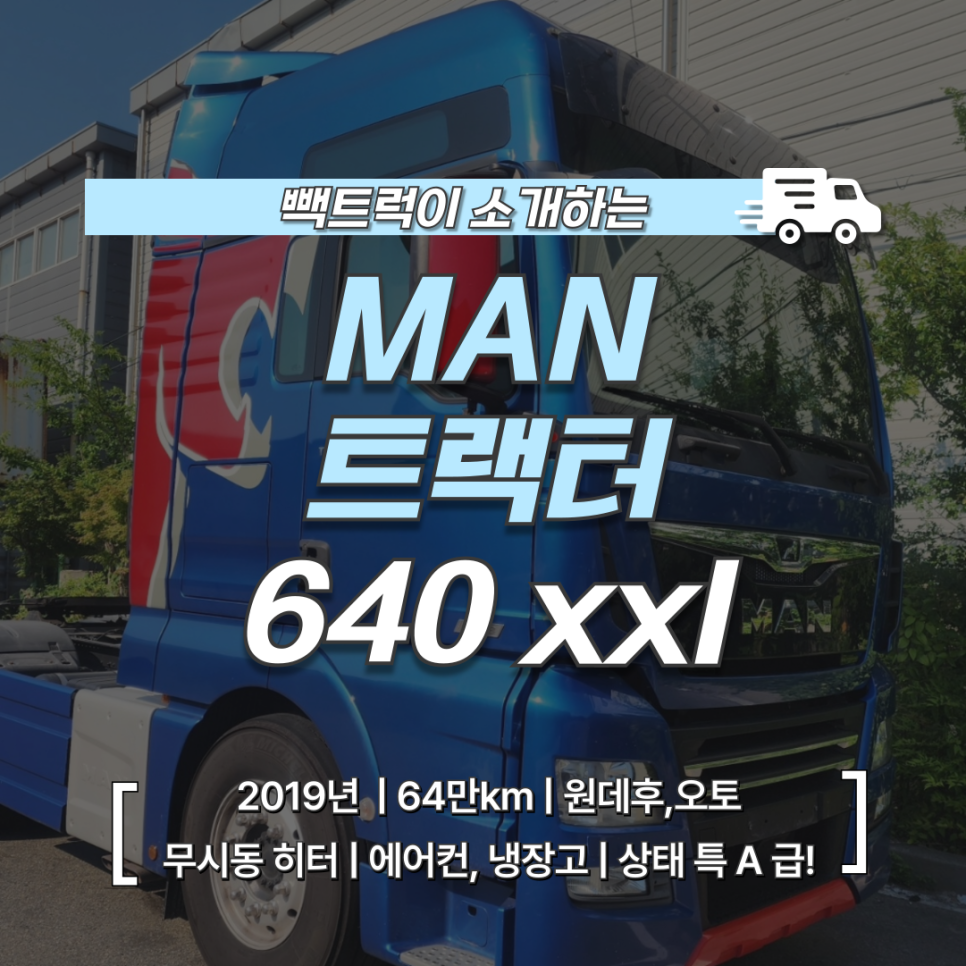 빽트럭이 소개하는
MAN
트랙터
640 xxl
MAN
2019년 | 64만km | 원데후,오토
무시동 히터 | 에어컨, 냉장고 | 상태 특 A 급!